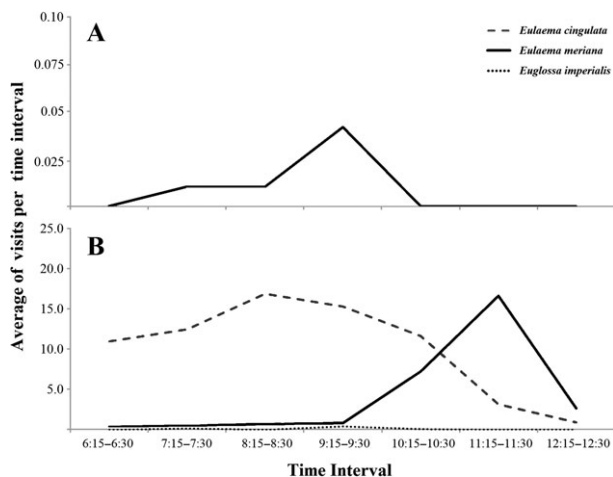 A
Eulaema cingulata
Eulaema meriana
Euglossa imperialis
0.10
0.075
0.05
0.025
Average of visits per time interval
B
25.0
20.0
15.0
10.0
5.0
6:15–6:30 7:15–7:30 8:15–8:30 9:15–9:30 10:15–10:30 11:15–11:30 12:15–12:30
Time Interval